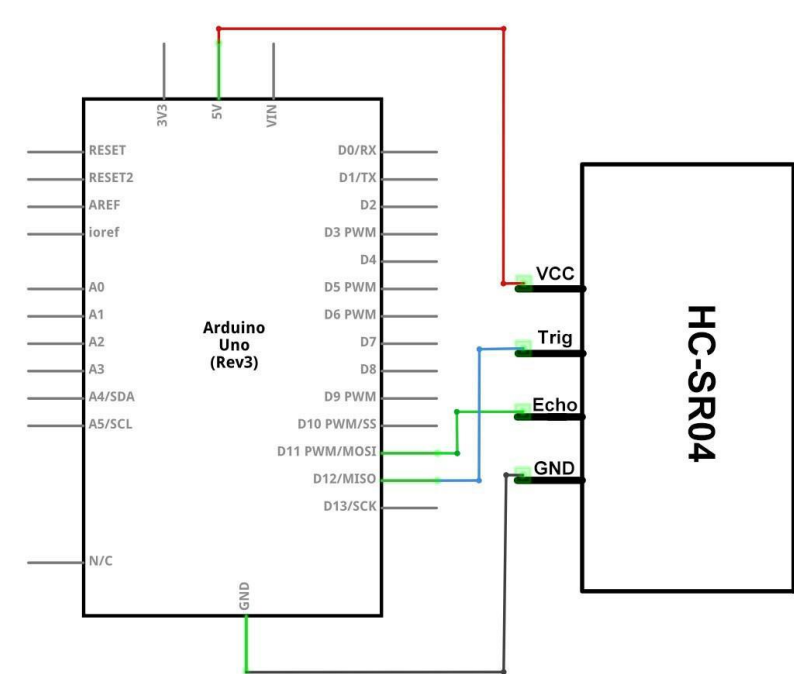 3V3
5V
VIN
RESET
RESET2
AREF
ioref
A0
A1
A2
A3
A4/SDA
A5/SCL
N/C
Arduino
Uno
(Rev3)
D0/RX
D1/TX
D2
D3 PWM
D4
D5 PWM
D6 PWM
D7
D8
D9 PWM
D10 PWM/SS
D11 PWM/MOSI
D12/MISO
D13/SCK
GND
VCC
Trig
Echo
GND
HC-SR04